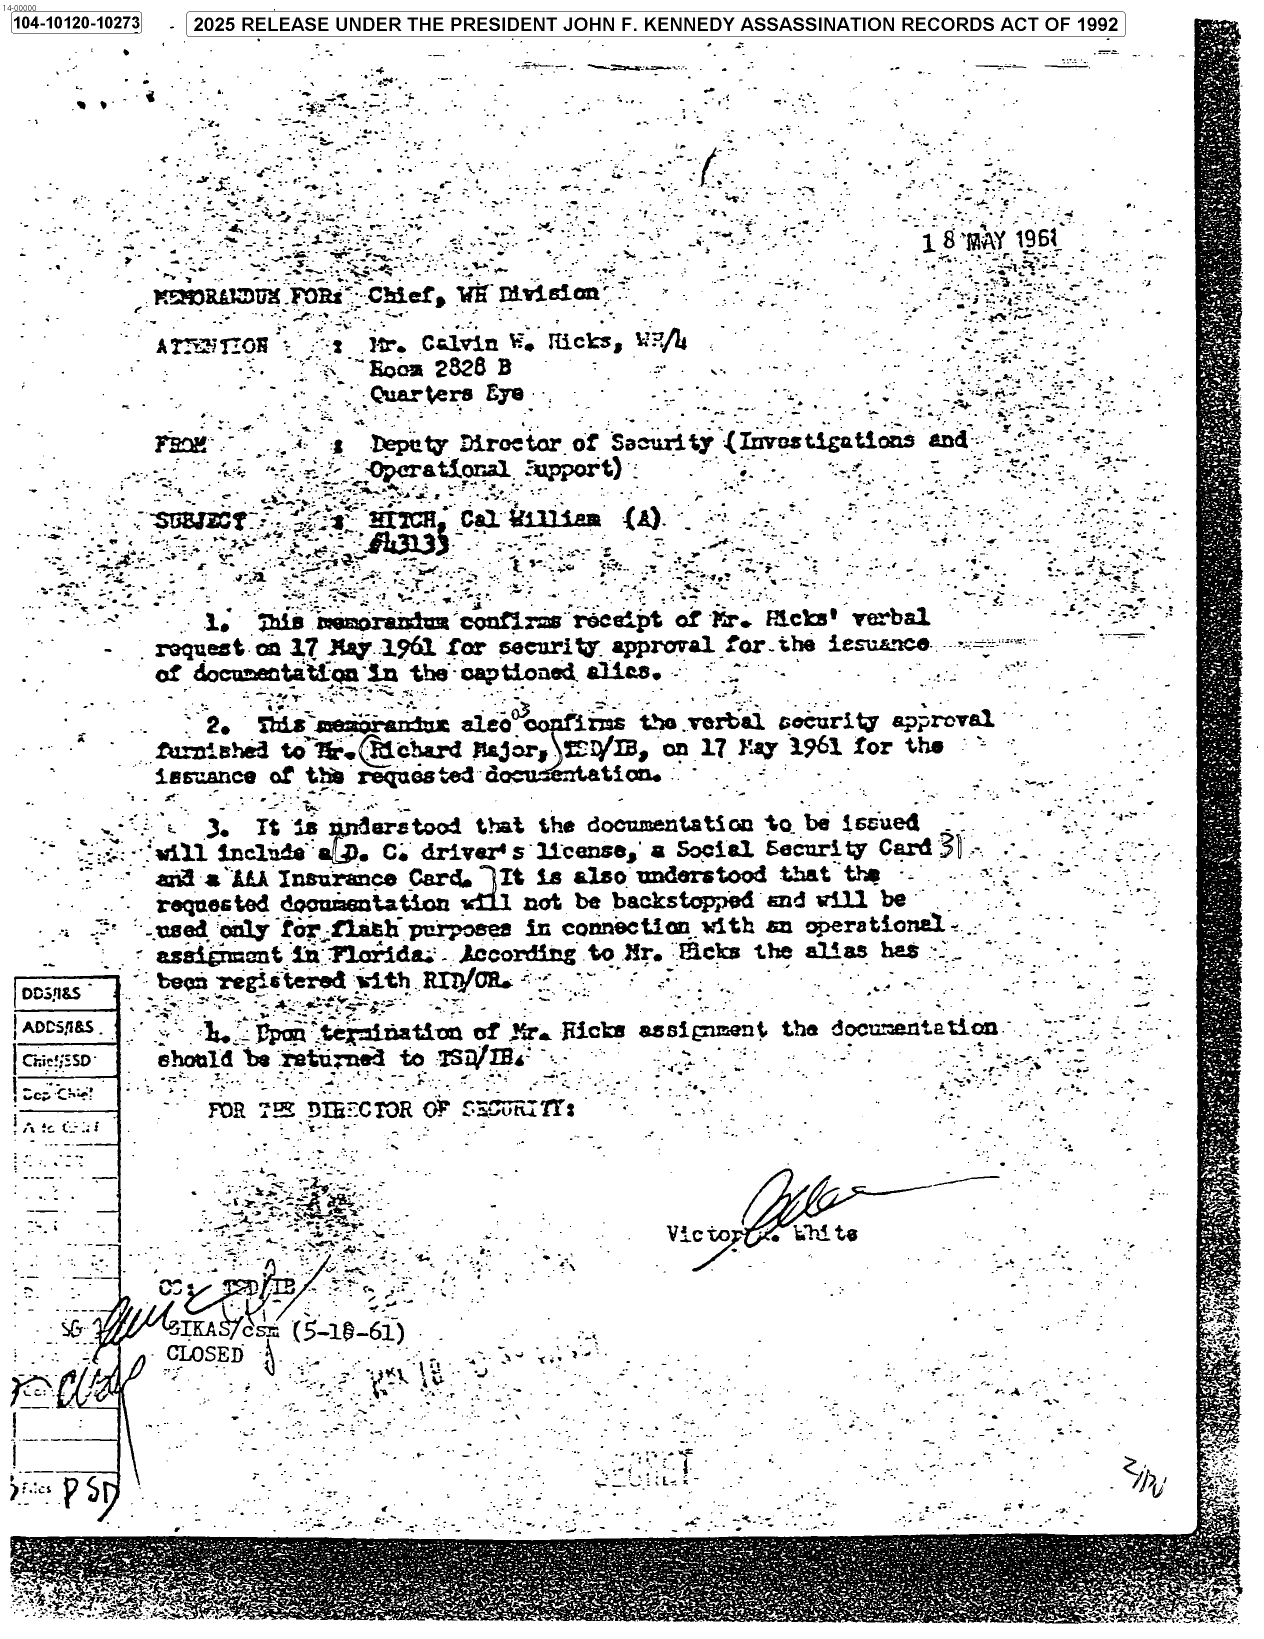 14-00000
104-10120-10273
2025 RELEASE UNDER THE PRESIDENT JOHN F. KENNEDY ASSASSINATION RECORDS ACT OF 1992
18 MAY 1961
MEMORANDUM FOR: Chief, WH Division
ATTENTION : Mr. Calvin W. Hicks, WH/4
Room 2828 B
Quarters Eye
FROM : Deputy Director of Security (Investigations and
Operational Support)
SUBJECT : HITCH, Cal William (A)
#43133
1. This memorandum confirms receipt of Mr. Hicks' verbal
request on 17 May 1961 for security approval for the issuance
of documentation in the captioned alias.
03
2. This memorandum also confirms the verbal security approval
furnished to Mr. Richard Major, TSD/IB, on 17 May 1961 for the
issuance of the requested documentation.
3. It is understood that the documentation to be issued
will include a D. C. driver's license, a Social Security Card 31
and a AAA Insurance Card. It is also understood that the
requested documentation will not be backstopped and will be
used only for flash purposes in connection with an operational
assignment in Florida. According to Mr. Hicks the alias has
been registered with RID/OR.
4. Upon termination of Mr. Hicks assignment the documentation
should be returned to TSD/IB.
FOR THE DIRECTOR OF SECURITY:
Victor White
CC: TSD/IB
SIKAS/csm (5-18-61)
CLOSED
SECRET
DDS/I&S
ADDS/I&S
Chief/SSD
Dep Chief
SG
Files PSD